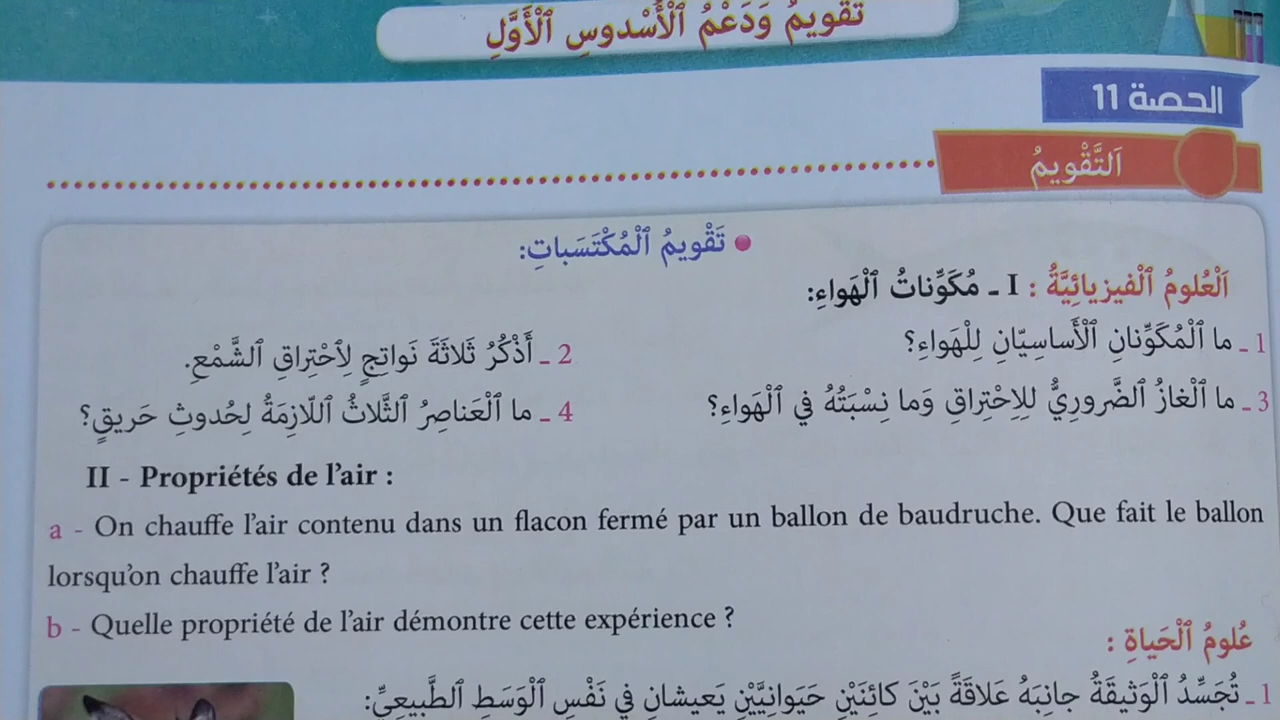 تَقْويمُ وَدَعْمُ ٱلْأُسْدوسِ ٱلْأَوَّلِ
الحصة 11
اَلتَّقْويمُ
• تَقْويمُ ٱلْمُكْتَسَباتِ:
اَلْعُلومُ ٱلْفيزيائِيَّةُ : I ـ مُكَوِّناتُ ٱلْهَواءِ:
1 ـ ما ٱلْمُكَوِّنانِ ٱلْأَساسِيّانِ لِلْهَواءِ؟
2 ـ أَذْكُرُ ثَلاثَةَ نَواتِجٍ لِاَحْتِراقِ ٱلشَّمْعِ.
3 ـ ما ٱلْغازُ ٱلضَّرورِيُّ لِلِاحْتِراقِ وَما نِسْبَتُهُ في ٱلْهَواءِ؟
4 ـ ما ٱلْعَناصِرُ ٱلثَّلاثُ ٱللّازِمَةُ لِحُدوثِ حَريقٍ؟
II - Propriétés de l'air :
a - On chauffe l'air contenu dans un flacon fermé par un ballon de baudruche. Que fait le ballon
lorsqu'on chauffe l'air ?
b - Quelle propriété de l'air démontre cette expérience ?
عُلومُ ٱلْحَياةِ :
1 ـ تُجَسِّدُ ٱلْوَثيقَةُ جانِبَهُ عَلاقَةً بَيْنَ كائِنَيْنِ حَيَوانِيَّيْنِ يَعيشانِ في نَفْسِ ٱلْوَسَطِ ٱلطَّبيعِيِّ: